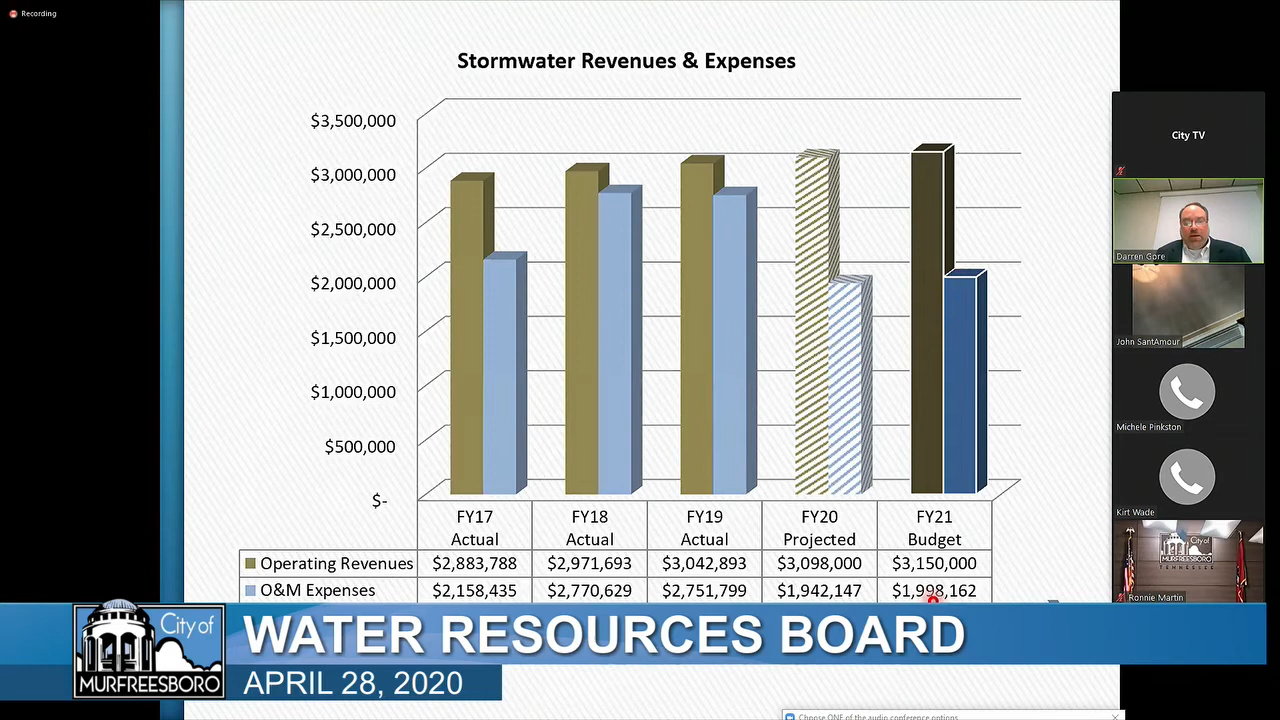 Recording
Stormwater Revenues & Expenses
$3,500,000
$3,000,000
$2,500,000
$2,000,000
$1,500,000
$1,000,000
$500,000
$-
FY17 Actual
FY18 Actual
FY19 Actual
FY20 Projected
FY21 Budget
Operating Revenues $2,883,788 $2,971,693 $3,042,893 $3,098,000 $3,150,000
O&M Expenses $2,158,435 $2,770,629 $2,751,799 $1,942,147 $1,998,162
City TV
Darren Gore
John SantAmour
Michele Pinkston
Kirt Wade
City of
MURFREESBORO
TENNESSEE
Ronnie Martin
City of
MURFREESBORO
WATER RESOURCES BOARD
APRIL 28, 2020
Choose ONE of the audio conference options